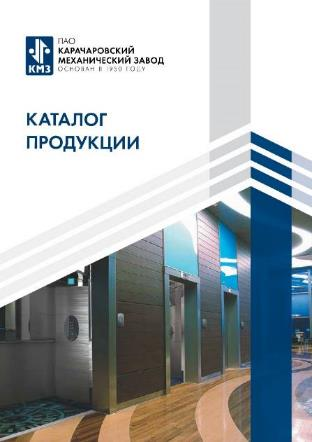 ПАО
КАРАЧАРОВСКИЙ
МЕХАНИЧЕСКИЙ ЗАВОД
ОСНОВАН В 1950 ГОДУ
КМЗ
КАТАЛОГ
ПРОДУКЦИИ